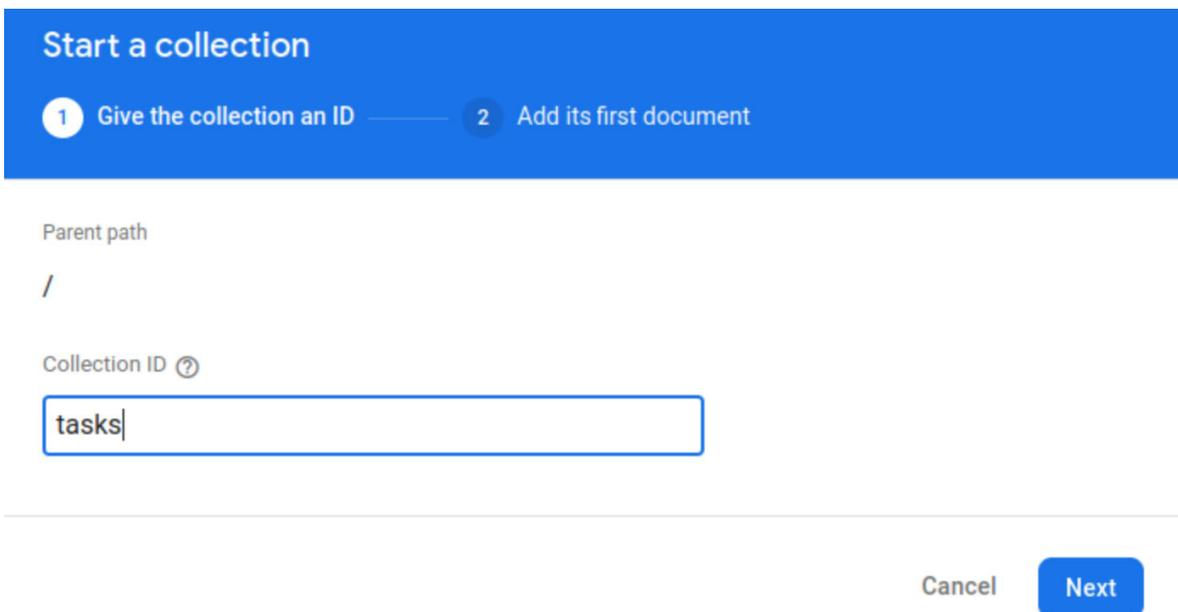 Start a collection
1 Give the collection an ID 2 Add its first document
Parent path
/
Collection ID ?
tasks
Cancel Next